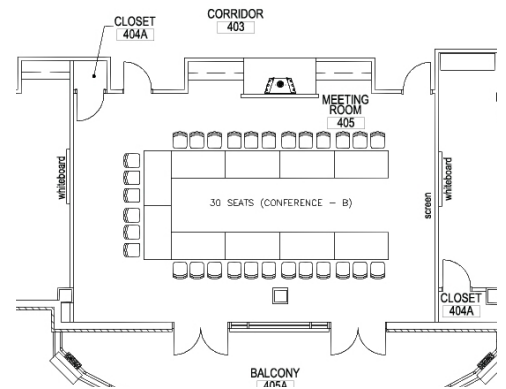 CORRIDOR
403
CLOSET
404A
MEETING
ROOM
405
whiteboard
30 SEATS (CONFERENCE - B)
screen
whiteboard
CLOSET
404A
BALCONY
405A